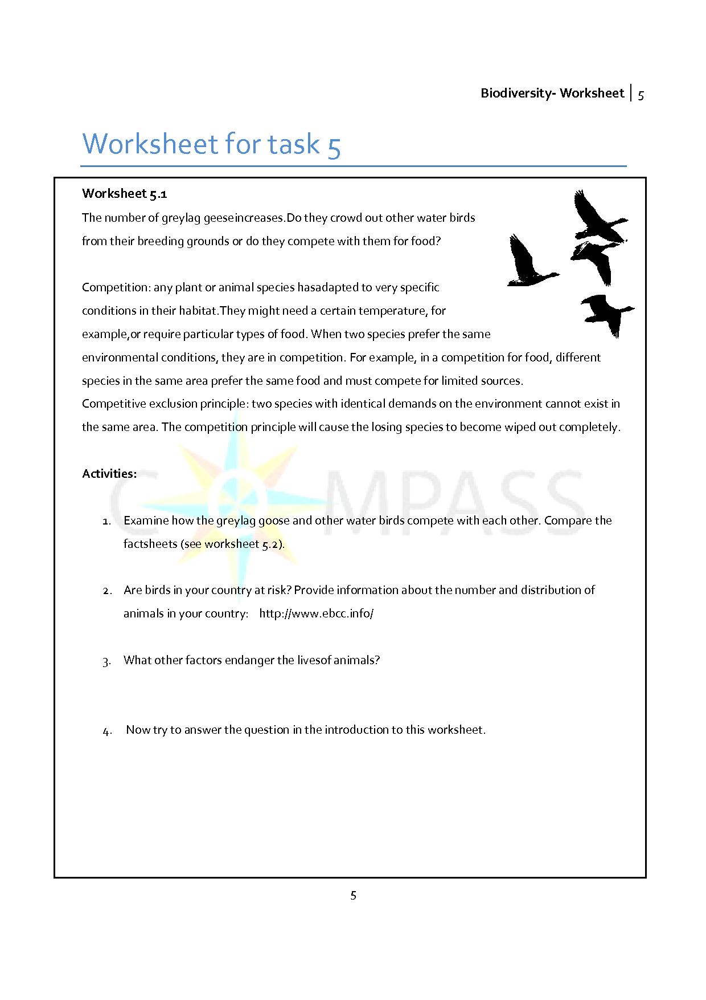 Biodiversity- Worksheet 5
Worksheet for task 5
Worksheet 5.1
The number of greylag geeseincreases.Do they crowd out other water birds
from their breeding grounds or do they compete with them for food?
Competition: any plant or animal species hasadapted to very specific
conditions in their habitat.They might need a certain temperature, for
example,or require particular types of food. When two species prefer the same
environmental conditions, they are in competition. For example, in a competition for food, different
species in the same area prefer the same food and must compete for limited sources.
Competitive exclusion principle: two species with identical demands on the environment cannot exist in
the same area. The competition principle will cause the losing species to become wiped out completely.
Activities:
C MPASS
1. Examine how the greylag goose and other water birds compete with each other. Compare the
factsheets (see worksheet 5.2).
2. Are birds in your country at risk? Provide information about the number and distribution of
animals in your country: http://www.ebcc.info/
3. What other factors endanger the livesof animals?
4. Now try to answer the question in the introduction to this worksheet.
5